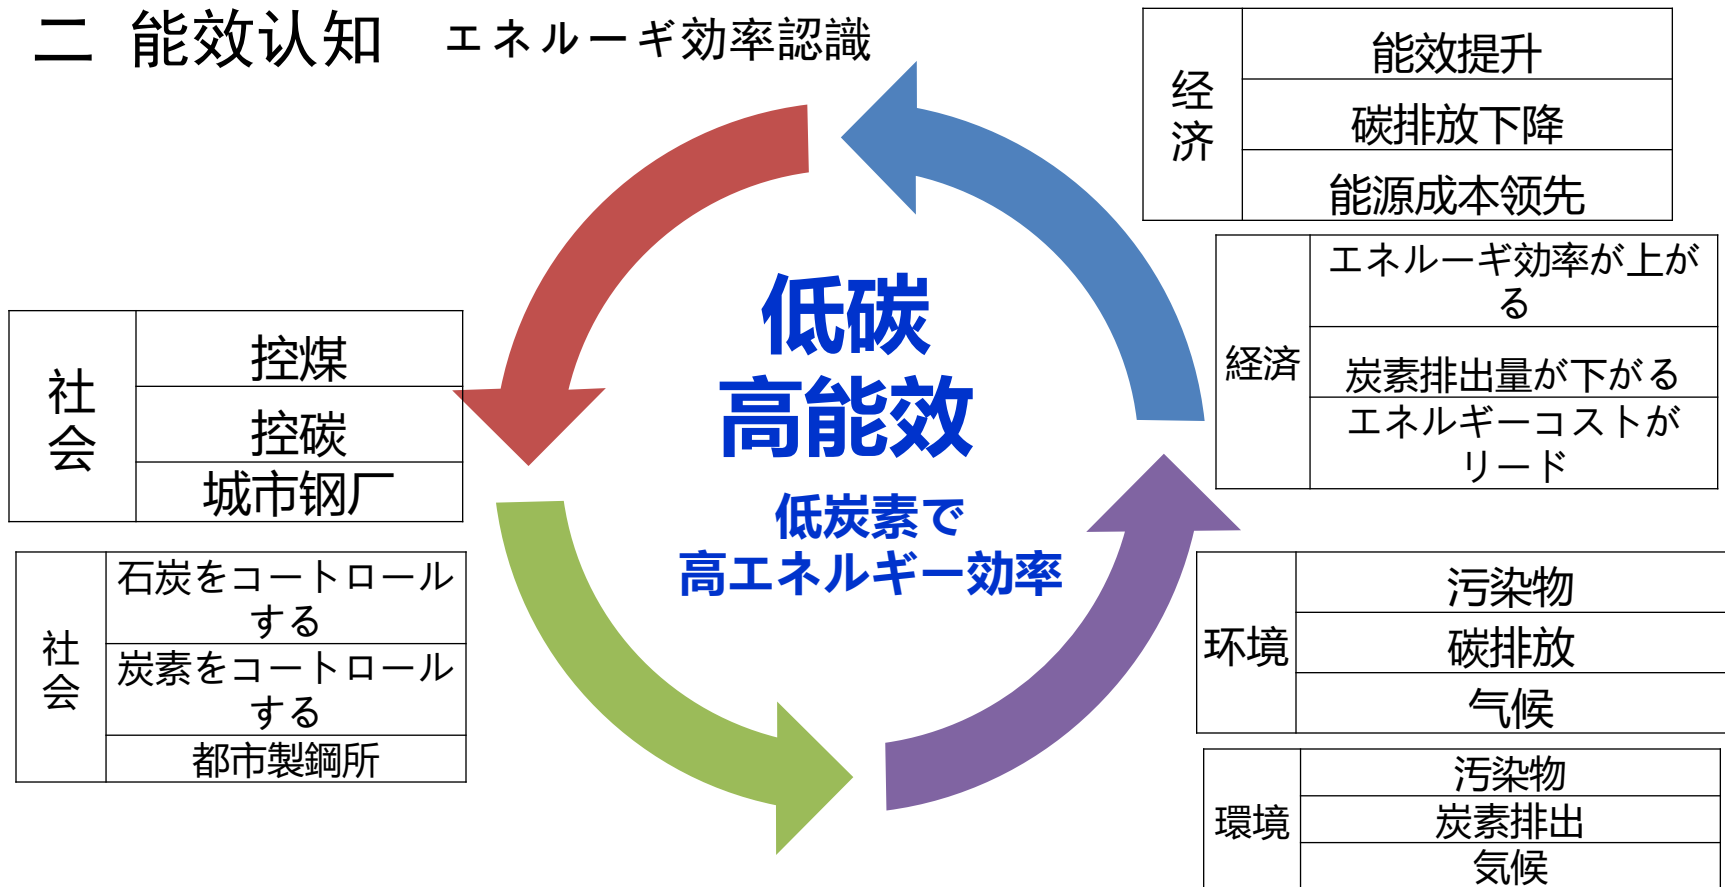 二 能效认知 エネルーギ効率認識
经
济
能效提升
碳排放下降
能源成本领先
経済
エネルーギ効率が上が
る
炭素排出量が下がる
エネルギーコストが
リード
低碳
高能效
低炭素で
高エネルギー効率
社
会
控煤
控碳
城市钢厂
社
会
石炭をコートロール
する
炭素をコートロール
する
都市製鋼所
环境
污染物
碳排放
气候
環境
汚染物
炭素排出
気候